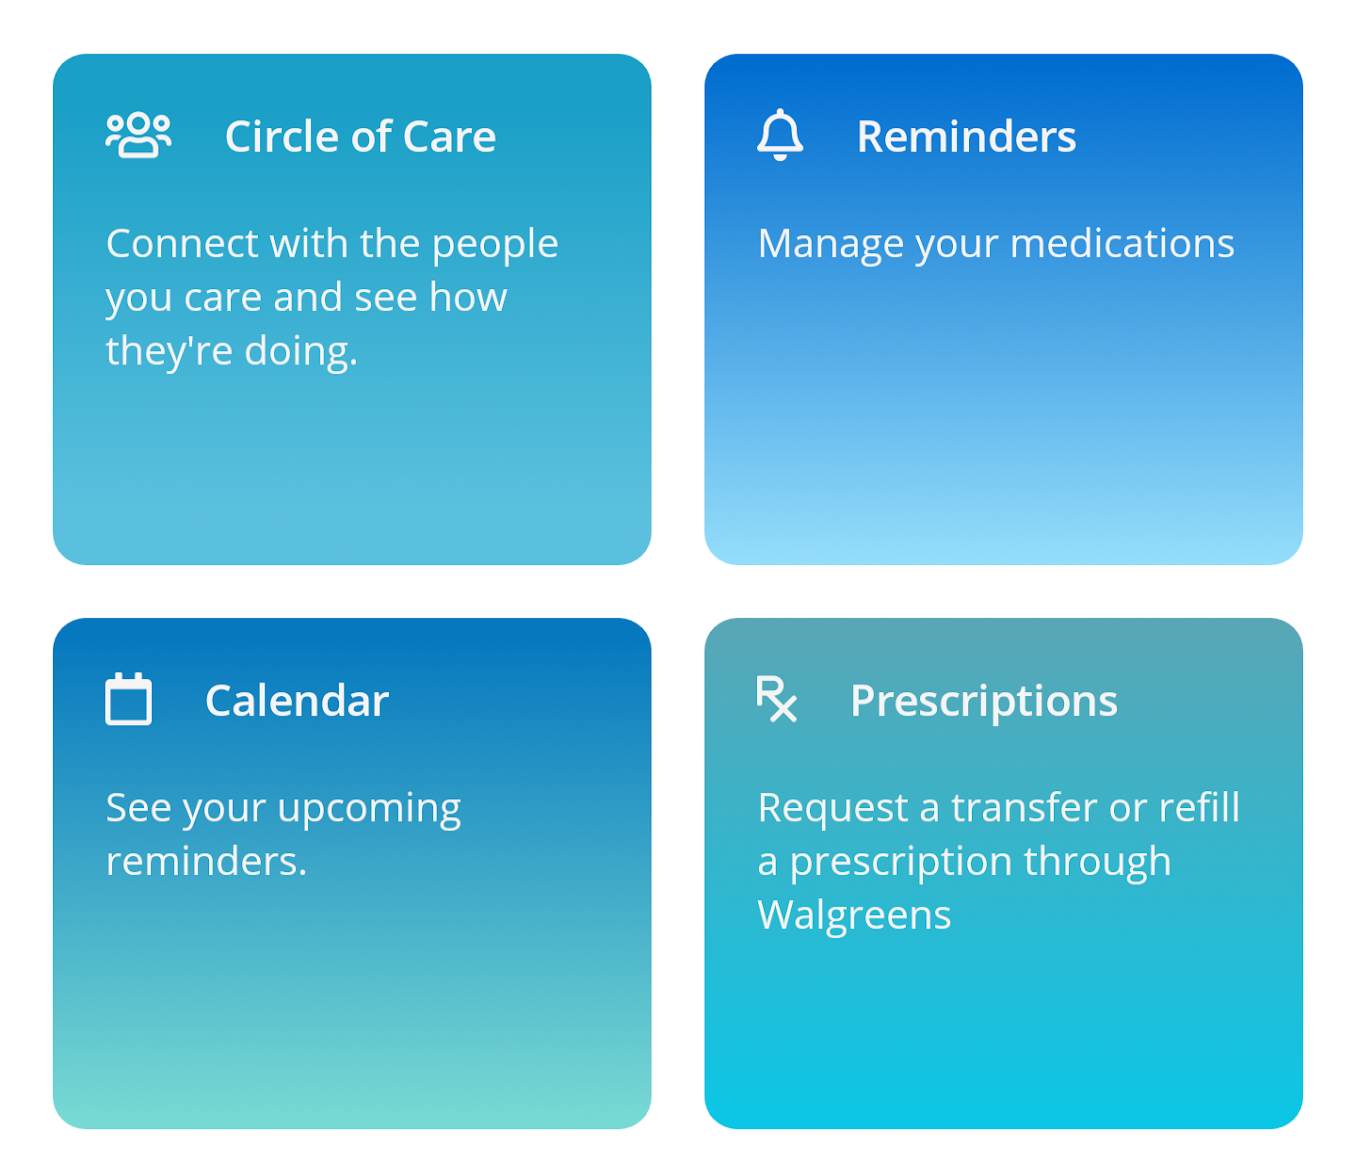 Circle of Care
Connect with the people
you care and see how
they're doing.
Reminders
Manage your medications
Calendar
See your upcoming
reminders.
Prescriptions
Request a transfer or refill
a prescription through
Walgreens